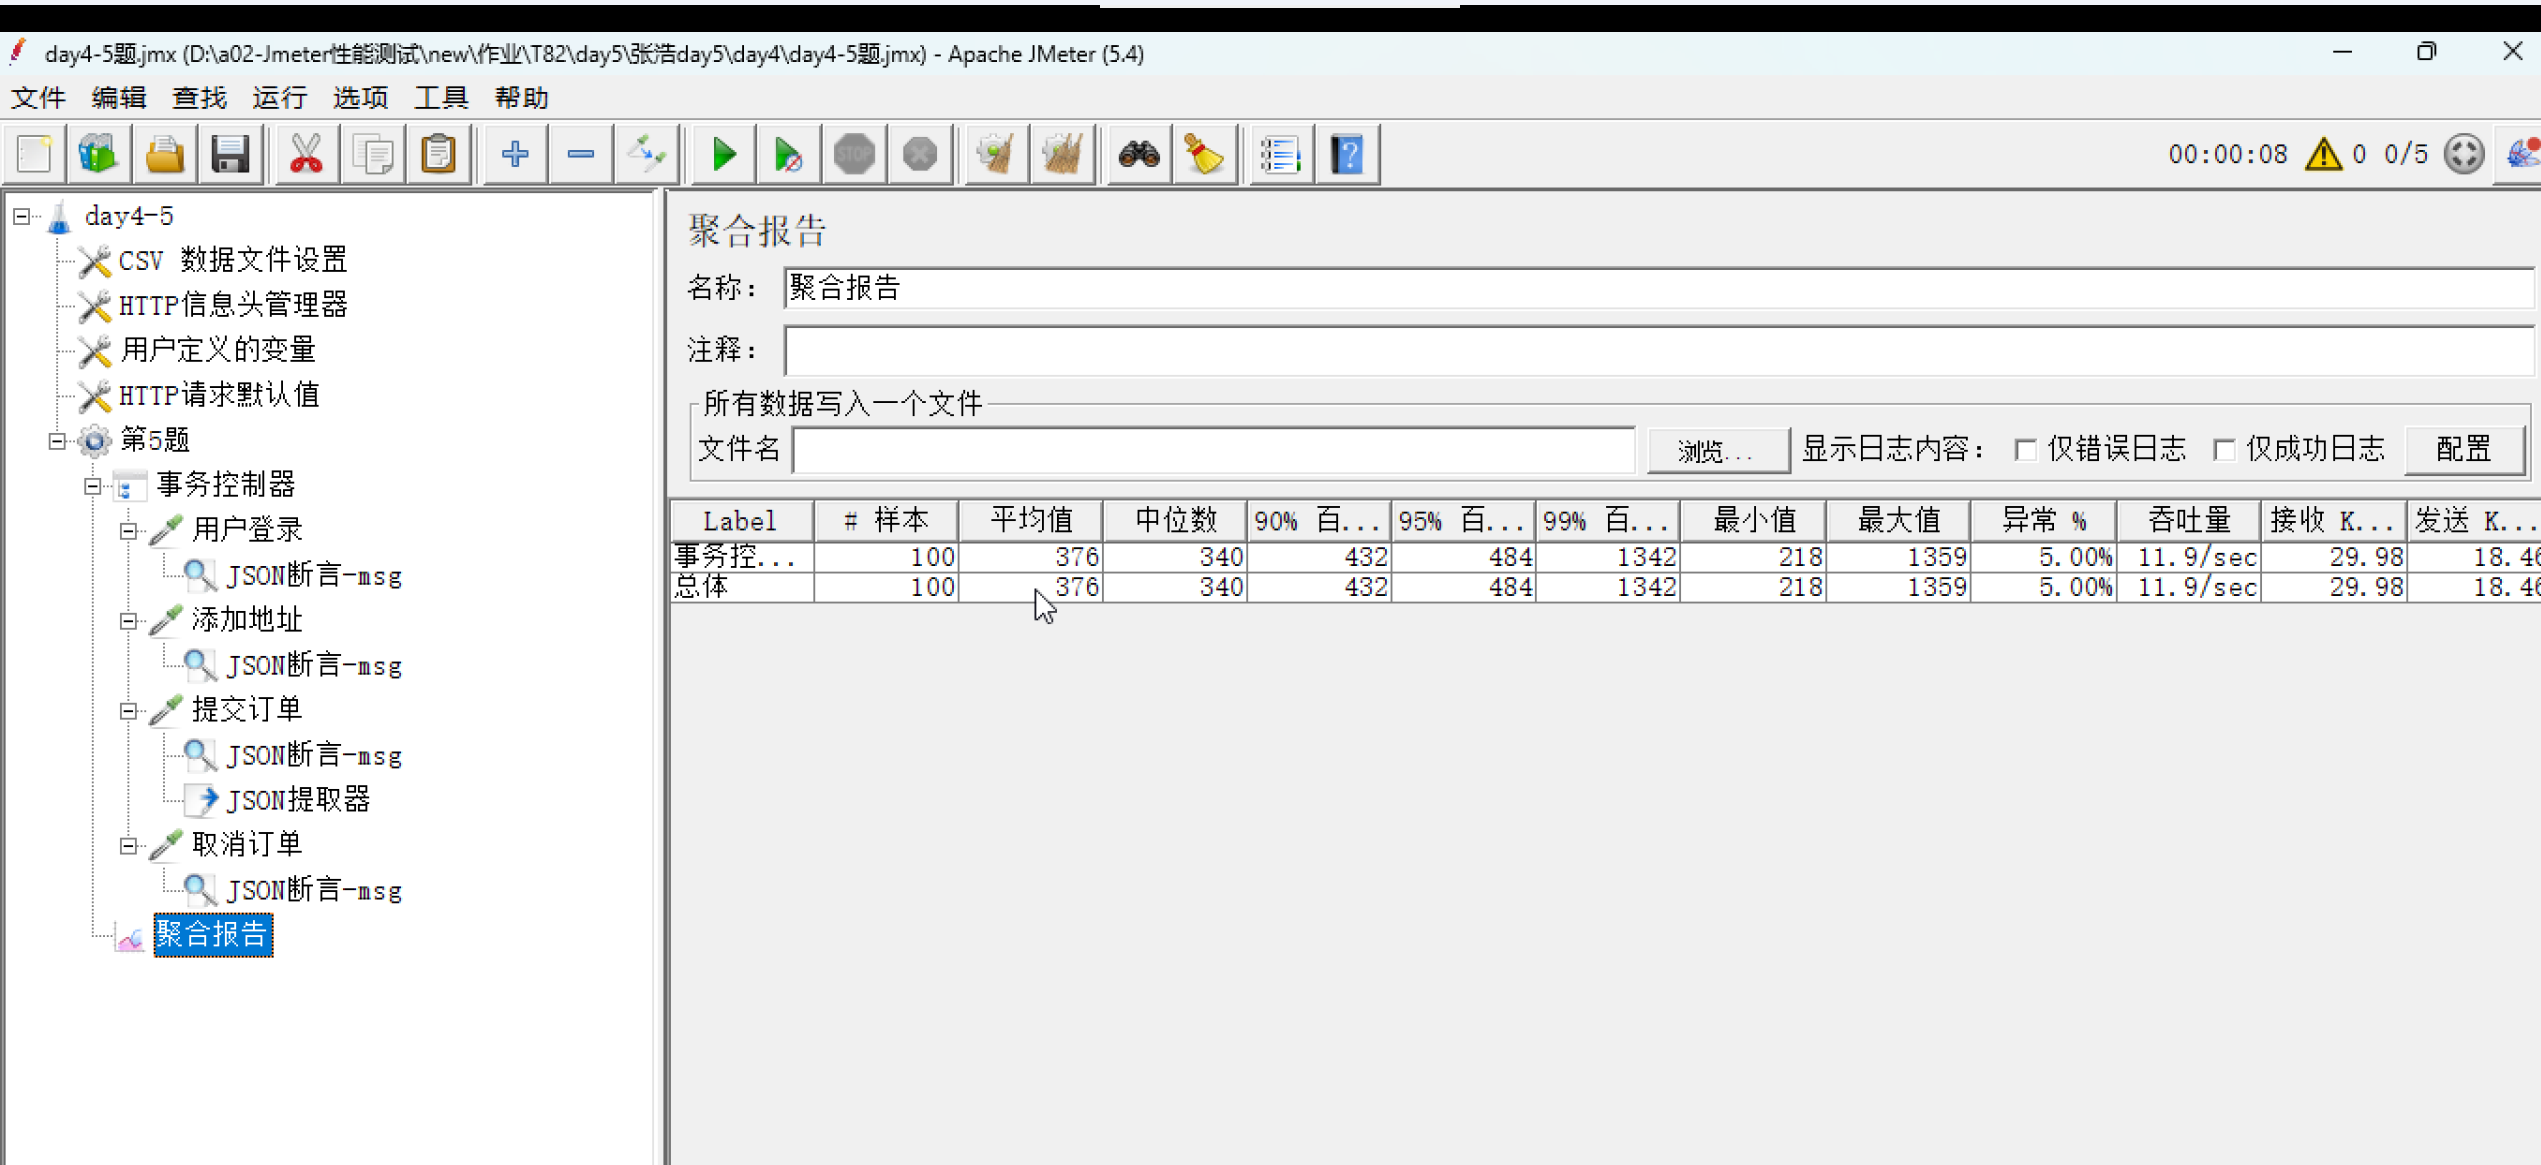 day4-5题.jmx (D:\a02-Jmeter性能测试\new\作业\T82\day5\张浩day5\day4\day4-5题.jmx) - Apache JMeter (5.4)
文件 编辑 查找 运行 选项 工具 帮助
STOP
00:00:08 0 0/5
day4-5
CSV 数据文件设置
HTTP信息头管理器
用户定义的变量
HTTP请求默认值
第5题
事务控制器
用户登录
JSON断言-msg
添加地址
JSON断言-msg
提交订单
JSON断言-msg
JSON提取器
取消订单
JSON断言-msg
聚合报告
聚合报告
名称： 聚合报告
注释：
所有数据写入一个文件
文件名 浏览... 显示日志内容： 仅错误日志 仅成功日志 配置
Label # 样本 平均值 中位数 90% 百... 95% 百... 99% 百... 最小值 最大值 异常 % 吞吐量 接收 K... 发送 K...
事务控... 100 376 340 432 484 1342 218 1359 5.00% 11.9/sec 29.98 18.46
总体 100 376 340 432 484 1342 218 1359 5.00% 11.9/sec 29.98 18.46